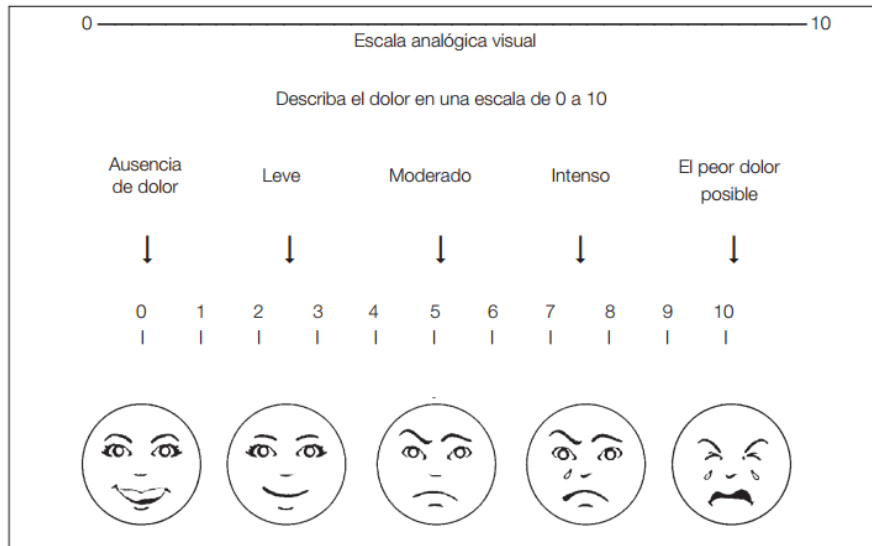 0 10
Escala analógica visual
Describa el dolor en una escala de 0 a 10
Ausencia
de dolor
Leve
Moderado
Intenso
El peor dolor
posible
0 1 2 3 4 5 6 7 8 9 10